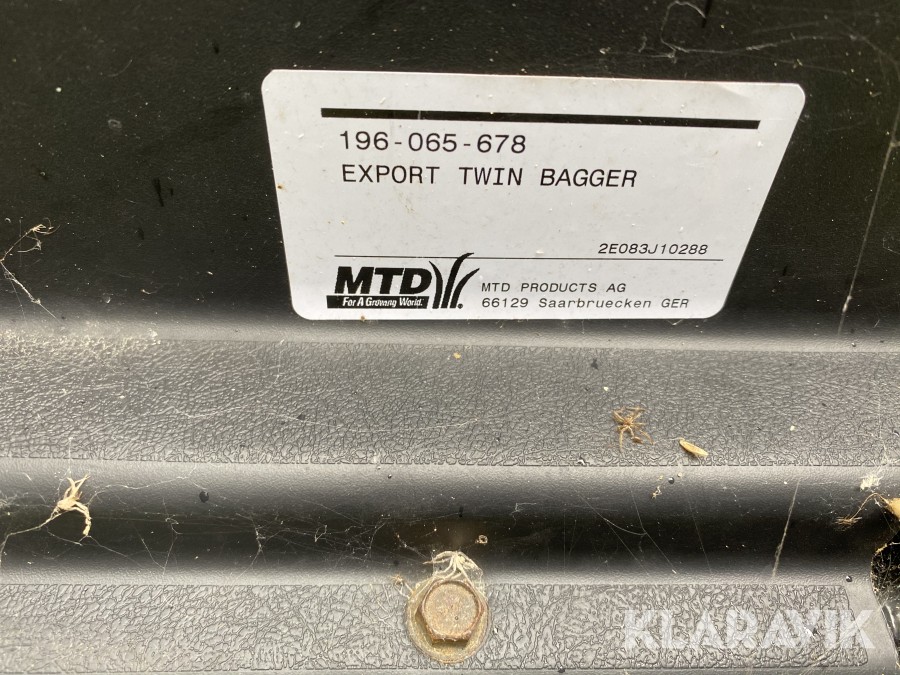 196-065-678
EXPORT TWIN BAGGER
2E083J10288
MTD
For A Growing World.
MTD PRODUCTS AG
66129 Saarbruecken GER
KLARAVIK